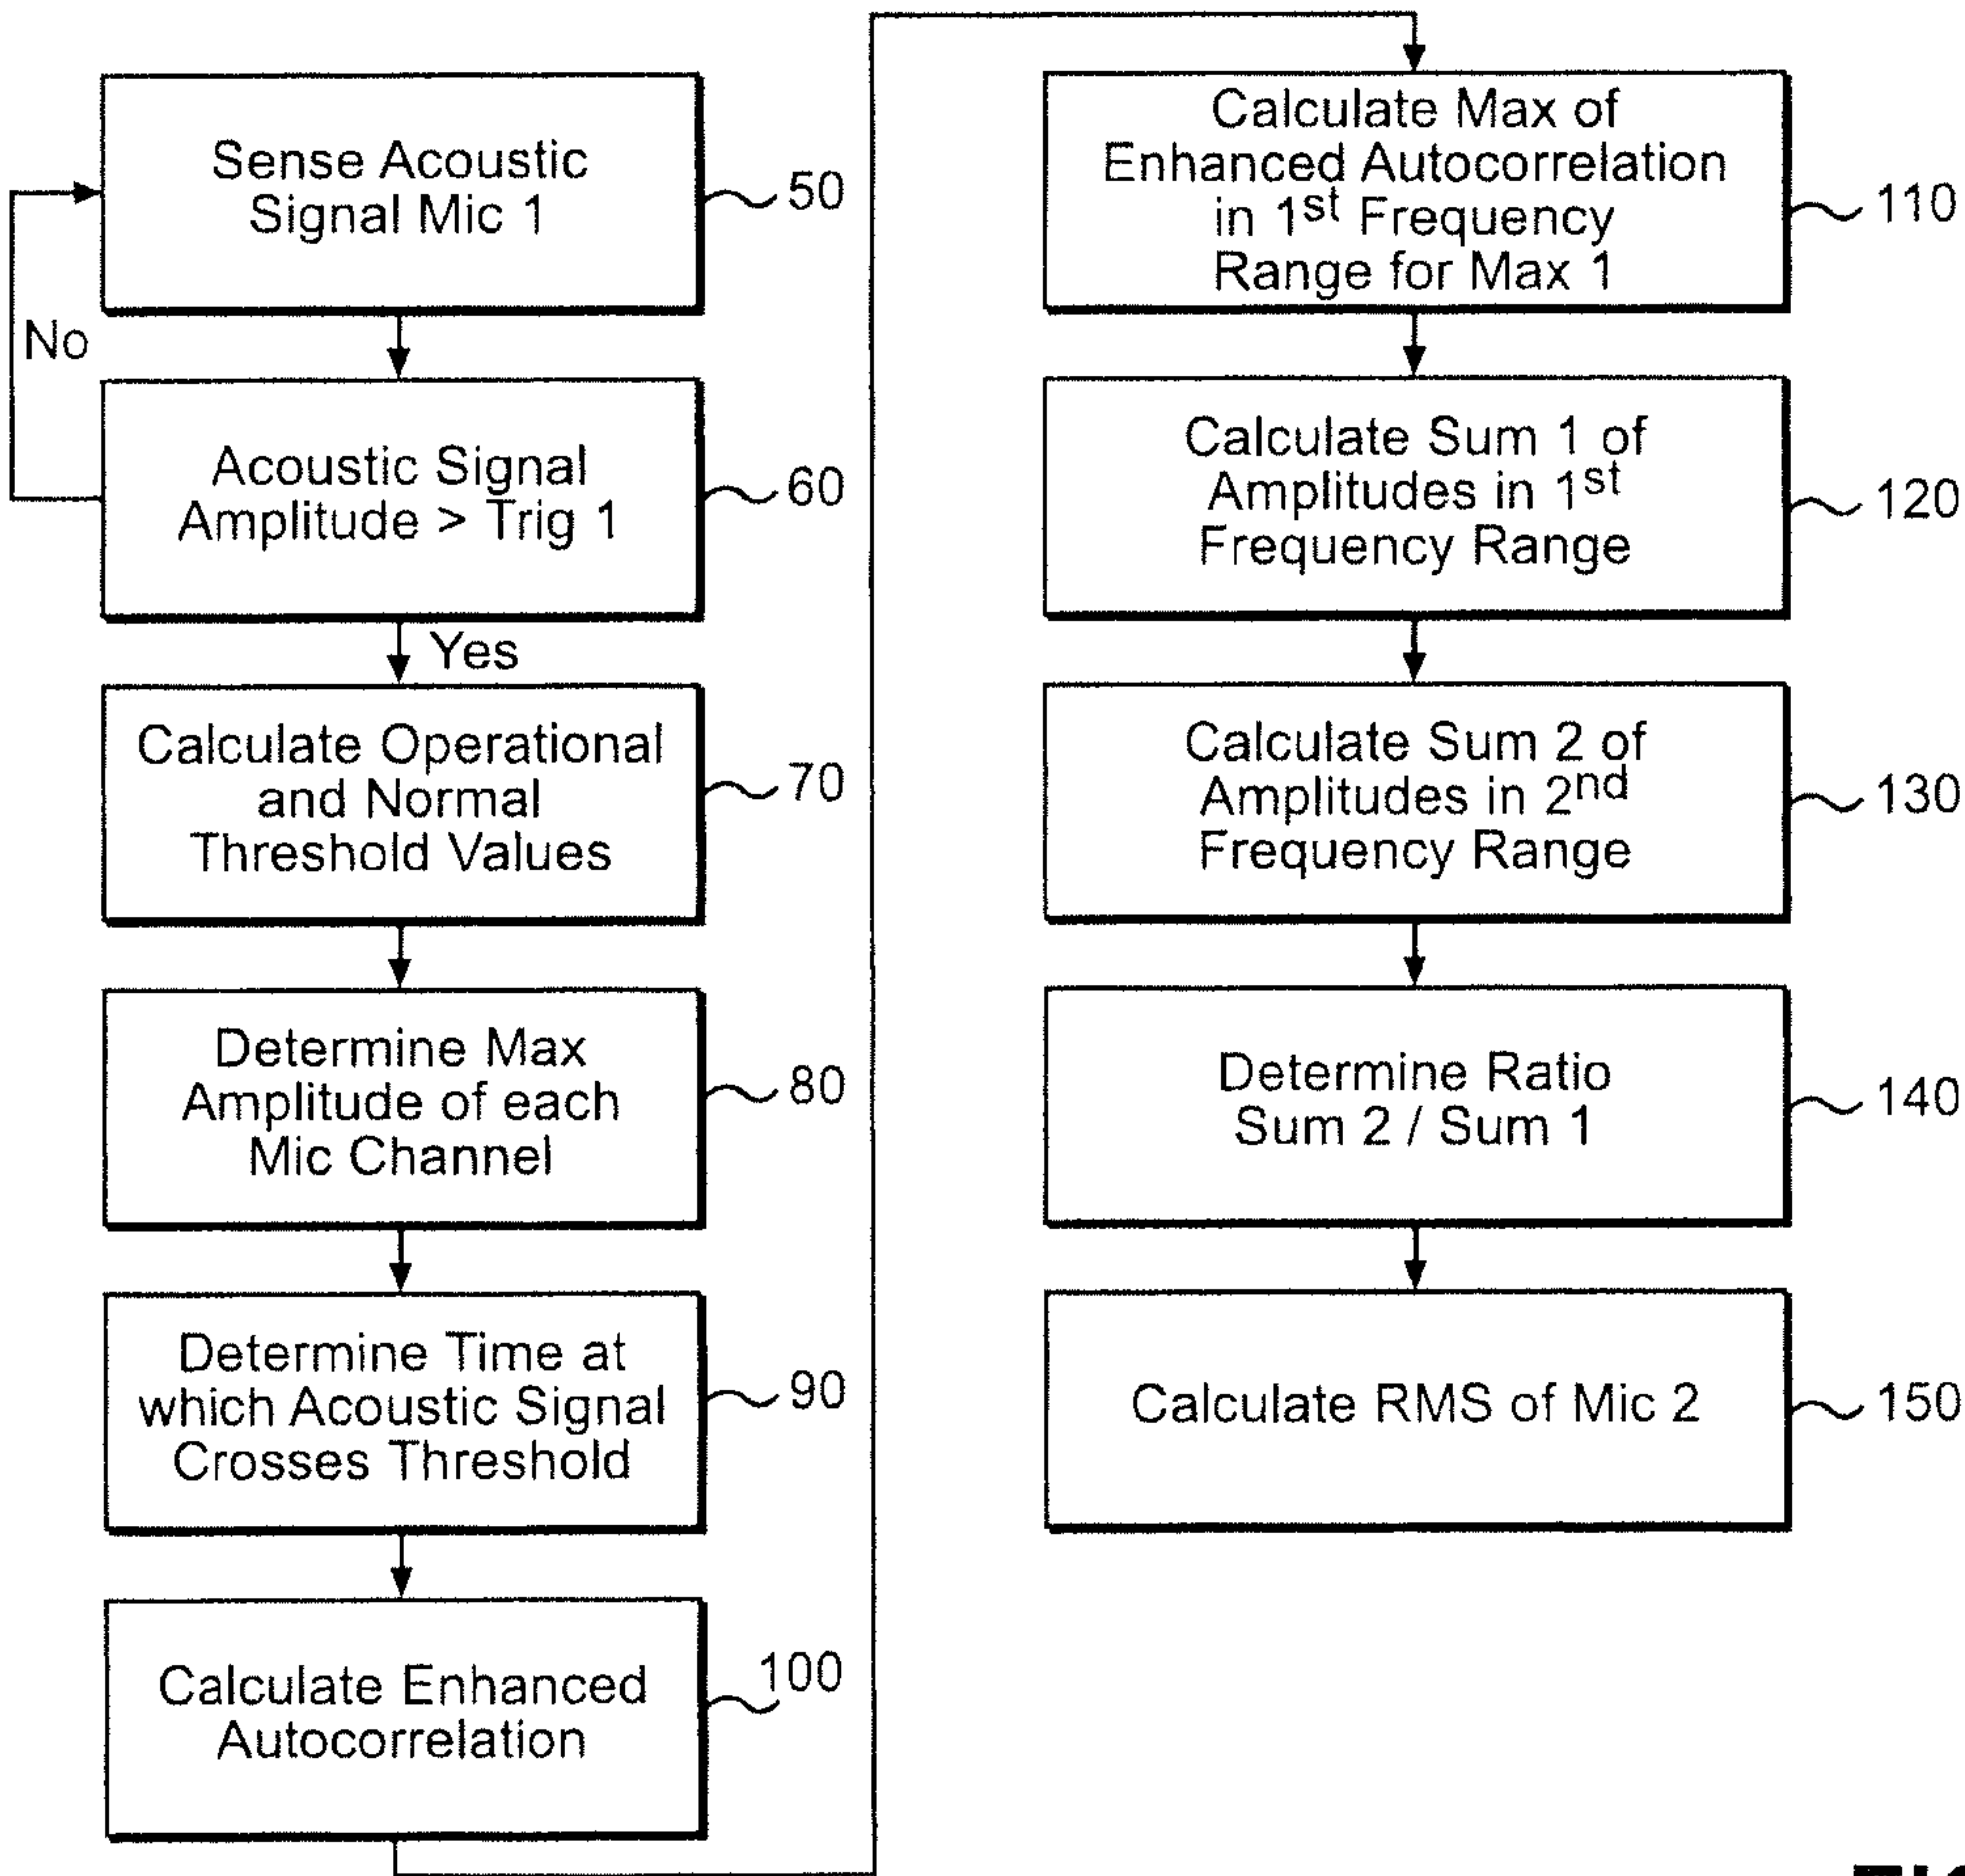 Sense Acoustic
Signal Mic 1
50
No
Acoustic Signal
Amplitude > Trig 1
60
Yes
Calculate Operational
and Normal
Threshold Values
70
Determine Max
Amplitude of each
Mic Channel
80
Determine Time at
which Acoustic Signal
Crosses Threshold
90
Calculate Enhanced
Autocorrelation
100
Calculate Max of
Enhanced Autocorrelation
in 1st Frequency
Range for Max 1
110
Calculate Sum 1 of
Amplitudes in 1st
Frequency Range
120
Calculate Sum 2 of
Amplitudes in 2nd
Frequency Range
130
Determine Ratio
Sum 2 / Sum 1
140
Calculate RMS of Mic 2
150